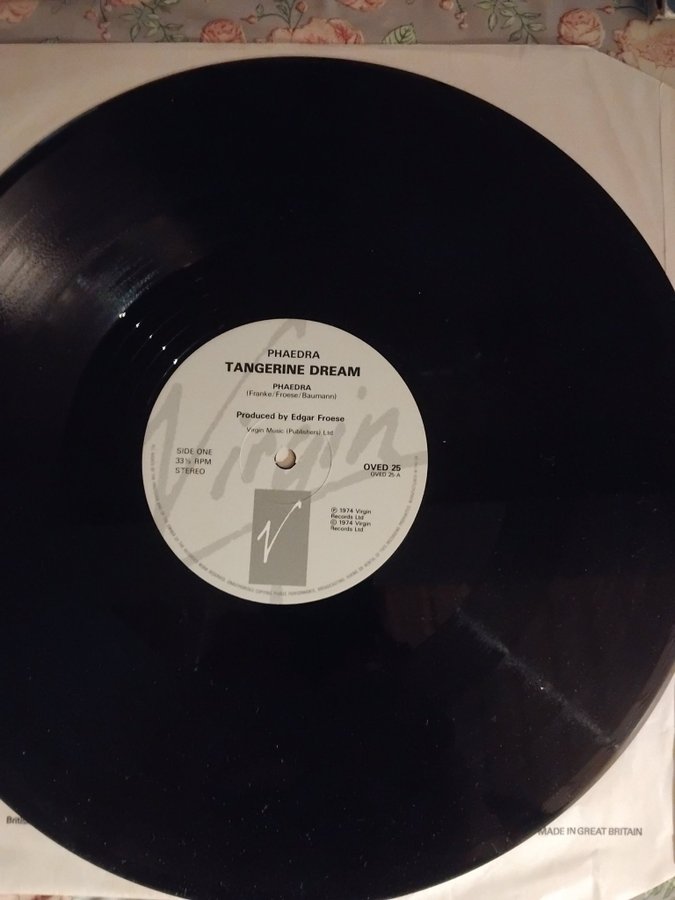 PHAEDRA
TANGERINE DREAM
PHAEDRA
(Franke/Froese/Baumann)
Produced by Edgar Froese
Virgin Music (Publishers) Ltd
Virgin
SIDE ONE
33⅓ RPM
STEREO
OVED 25
OVED 25-A
℗ 1974 Virgin
Records Ltd
© 1974 Virgin
Records Ltd
V
MADE IN GREAT BRITAIN